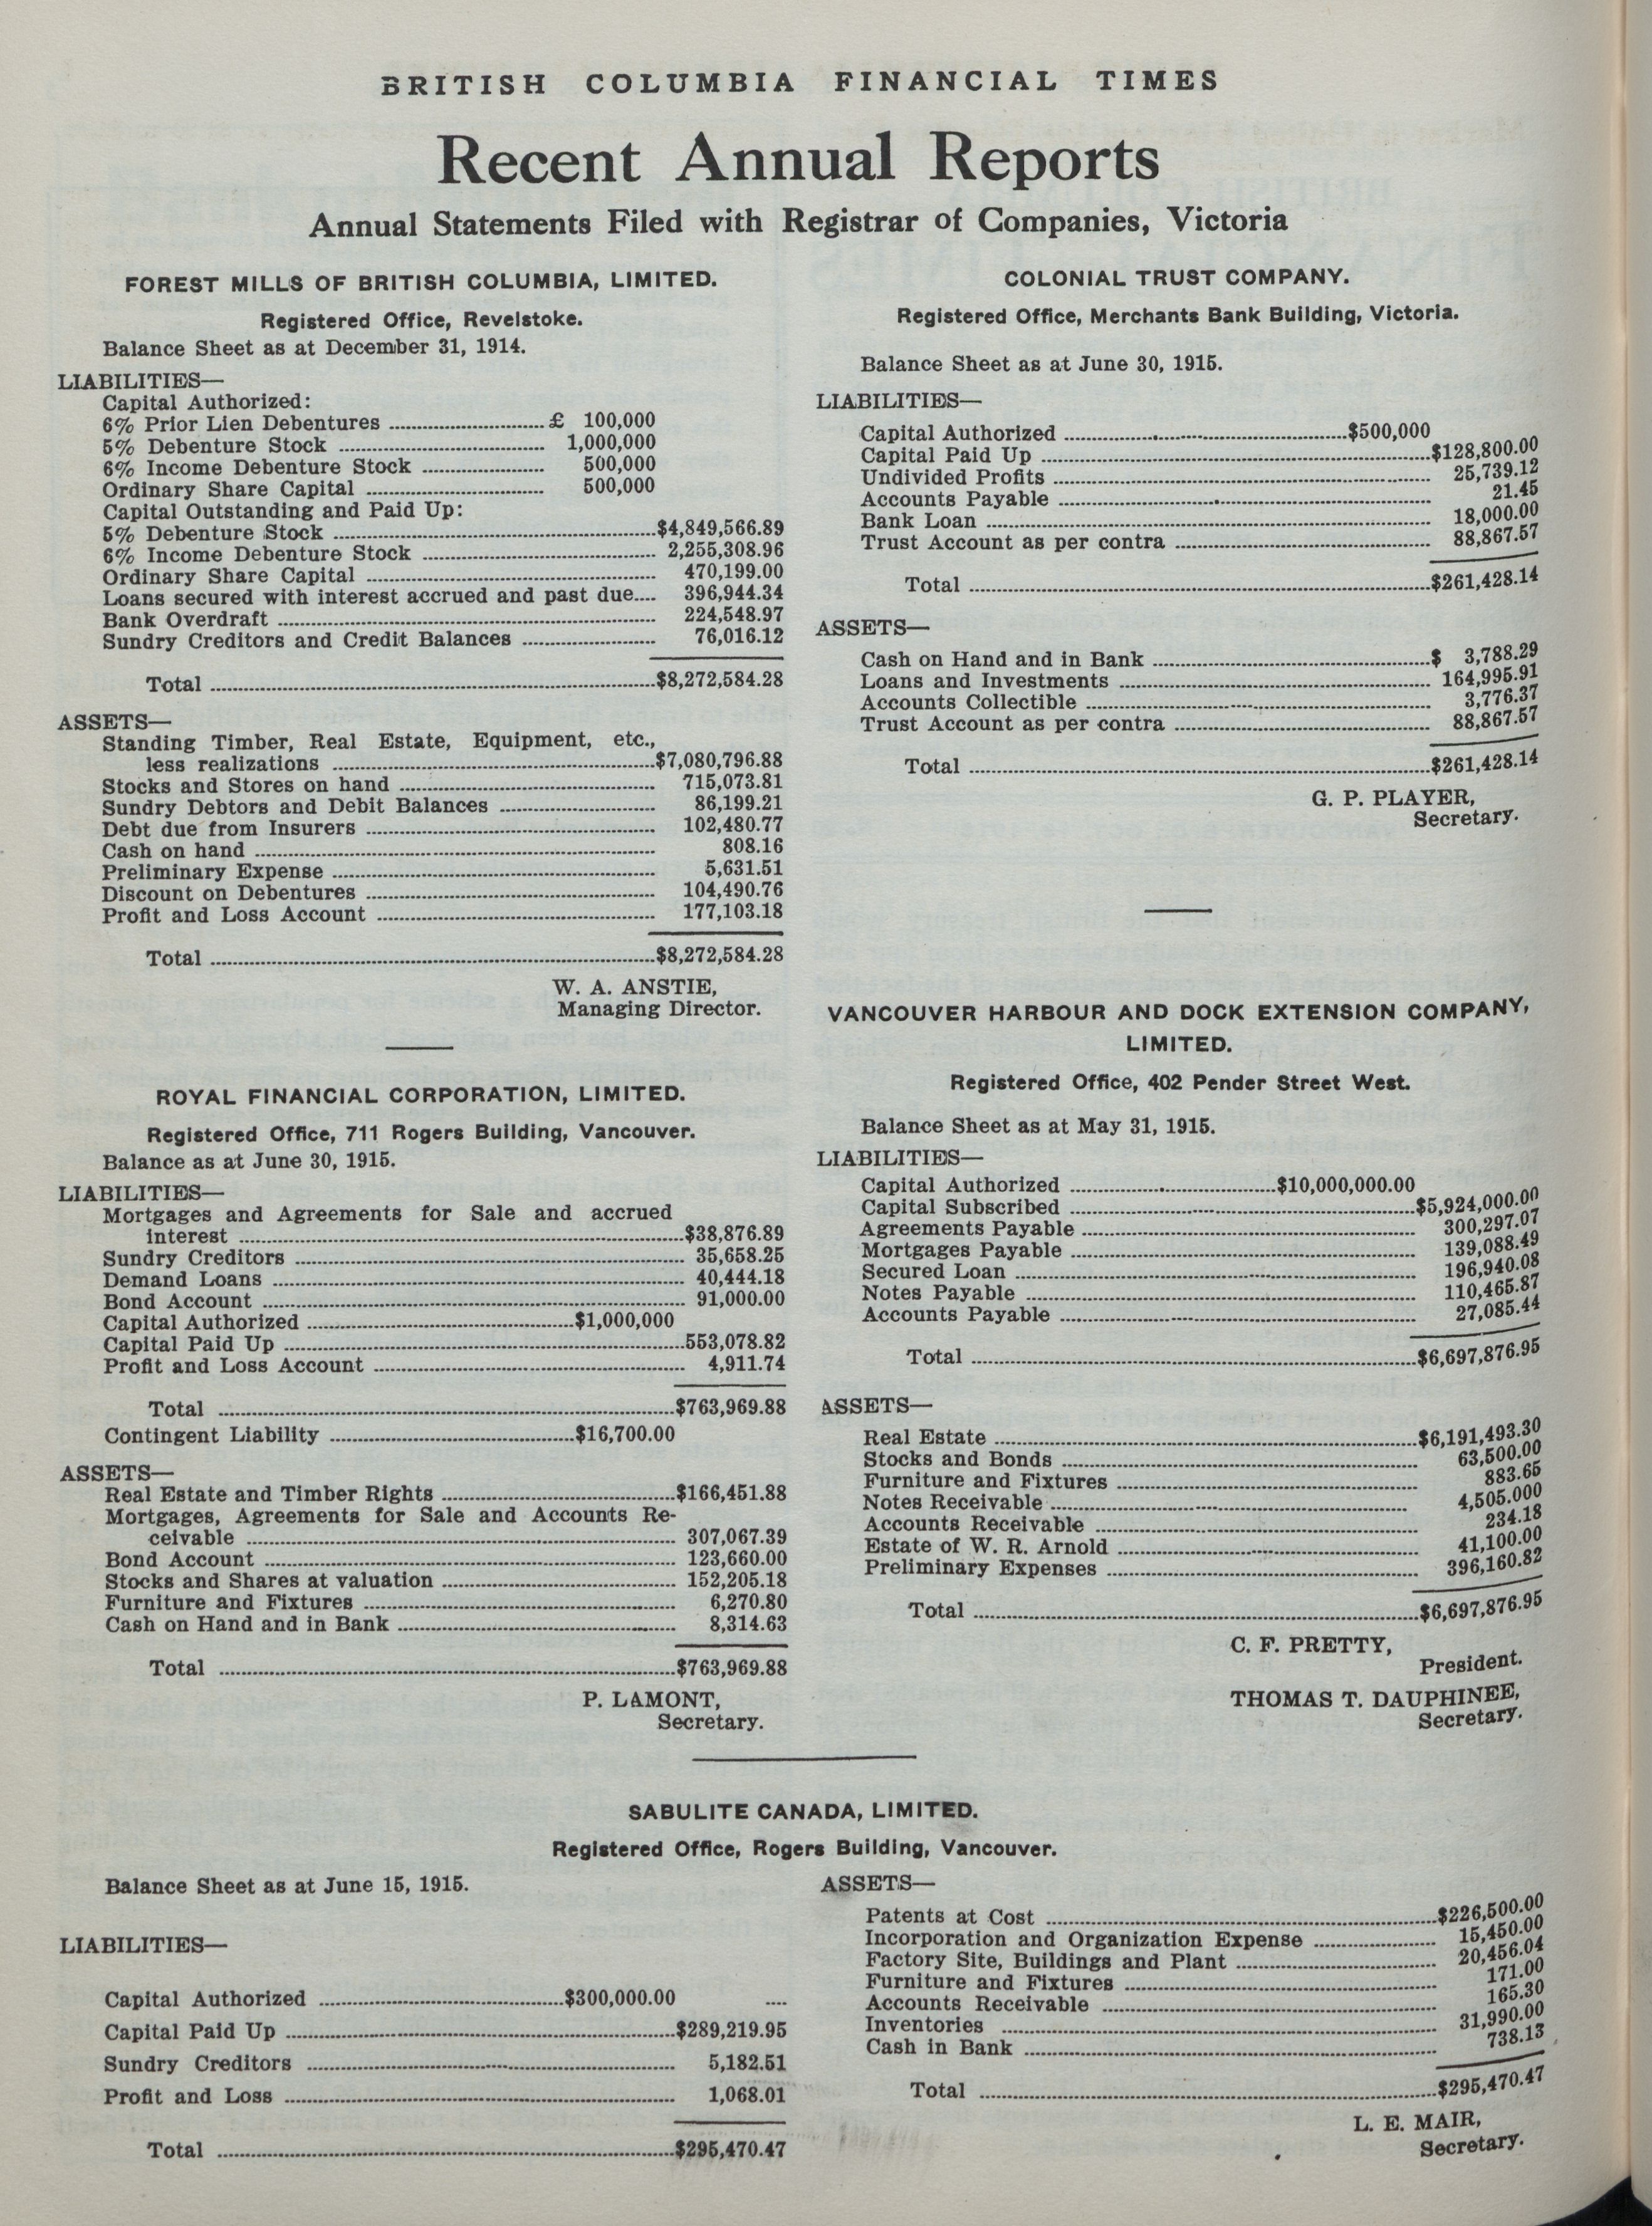 BRITISH COLUMBIA FINANCIAL TIMES
Recent Annual Reports
Annual Statements Filed with Registrar of Companies, Victoria
FOREST MILLS OF BRITISH COLUMBIA, LIMITED.
Registered Office, Revelstoke.
Balance Sheet as at December 31, 1914.
LIABILITIES—
Capital Authorized:
6% Prior Lien Debentures £ 100,000
5% Debenture Stock 1,000,000
6% Income Debenture Stock 500,000
Ordinary Share Capital 500,000
Capital Outstanding and Paid Up:
5% Debenture Stock $4,849,566.89
6% Income Debenture Stock 2,255,308.96
Ordinary Share Capital 470,199.00
Loans secured with interest accrued and past due.... 396,944.34
Bank Overdraft 224,548.97
Sundry Creditors and Credit Balances 76,016.12
Total $8,272,584.28
ASSETS—
Standing Timber, Real Estate, Equipment, etc.,
less realizations $7,080,796.88
Stocks and Stores on hand 715,073.81
Sundry Debtors and Debit Balances 86,199.21
Debt due from Insurers 102,480.77
Cash on hand 808.16
Preliminary Expense 5,631.51
Discount on Debentures 104,490.76
Profit and Loss Account 177,103.18
Total $8,272,584.28
W. A. ANSTIE,
Managing Director.
ROYAL FINANCIAL CORPORATION, LIMITED.
Registered Office, 711 Rogers Building, Vancouver.
Balance as at June 30, 1915.
LIABILITIES—
Mortgages and Agreements for Sale and accrued
interest $38,876.89
Sundry Creditors 35,658.25
Demand Loans 40,444.18
Bond Account 91,000.00
Capital Authorized $1,000,000
Capital Paid Up 553,078.82
Profit and Loss Account 4,911.74
Total $763,969.88
Contingent Liability $16,700.00
ASSETS—
Real Estate and Timber Rights $166,451.88
Mortgages, Agreements for Sale and Accounts Re-
ceivable 307,067.39
Bond Account 123,660.00
Stocks and Shares at valuation 152,205.18
Furniture and Fixtures 6,270.80
Cash on Hand and in Bank 8,314.63
Total $763,969.88
P. LAMONT,
Secretary.
COLONIAL TRUST COMPANY.
Registered Office, Merchants Bank Building, Victoria.
Balance Sheet as at June 30, 1915.
LIABILITIES—
Capital Authorized $500,000
Capital Paid Up $128,800.00
Undivided Profits 25,739.12
Accounts Payable 21.45
Bank Loan 18,000.00
Trust Account as per contra 88,867.57
Total $261,428.14
ASSETS—
Cash on Hand and in Bank $ 3,788.29
Loans and Investments 164,995.91
Accounts Collectible 3,776.37
Trust Account as per contra 88,867.57
Total $261,428.14
G. P. PLAYER,
Secretary.
VANCOUVER HARBOUR AND DOCK EXTENSION COMPANY,
LIMITED.
Registered Office, 402 Pender Street West.
Balance Sheet as at May 31, 1915.
LIABILITIES—
Capital Authorized $10,000,000.00
Capital Subscribed $5,924,000.00
Agreements Payable 300,297.07
Mortgages Payable 139,088.49
Secured Loan 196,940.08
Notes Payable 110,465.87
Accounts Payable 27,085.44
Total $6,697,876.95
ASSETS—
Real Estate $6,191,493.30
Stocks and Bonds 63,500.00
Furniture and Fixtures 883.65
Notes Receivable 4,505.000
Accounts Receivable 234.18
Estate of W. R. Arnold 41,100.00
Preliminary Expenses 396,160.82
Total $6,697,876.95
C. F. PRETTY,
President.
THOMAS T. DAUPHINEE,
Secretary.
SABULITE CANADA, LIMITED.
Registered Office, Rogers Building, Vancouver.
Balance Sheet as at June 15, 1915.
LIABILITIES—
Capital Authorized $300,000.00 ....
Capital Paid Up $289,219.95
Sundry Creditors 5,182.51
Profit and Loss 1,068.01
Total $295,470.47
ASSETS—
Patents at Cost $226,500.00
Incorporation and Organization Expense 15,450.00
Factory Site, Buildings and Plant 20,456.04
Furniture and Fixtures 171.00
Accounts Receivable 165.30
Inventories 31,990.00
Cash in Bank 738.13
Total $295,470.47
L. E. MAIR,
Secretary.